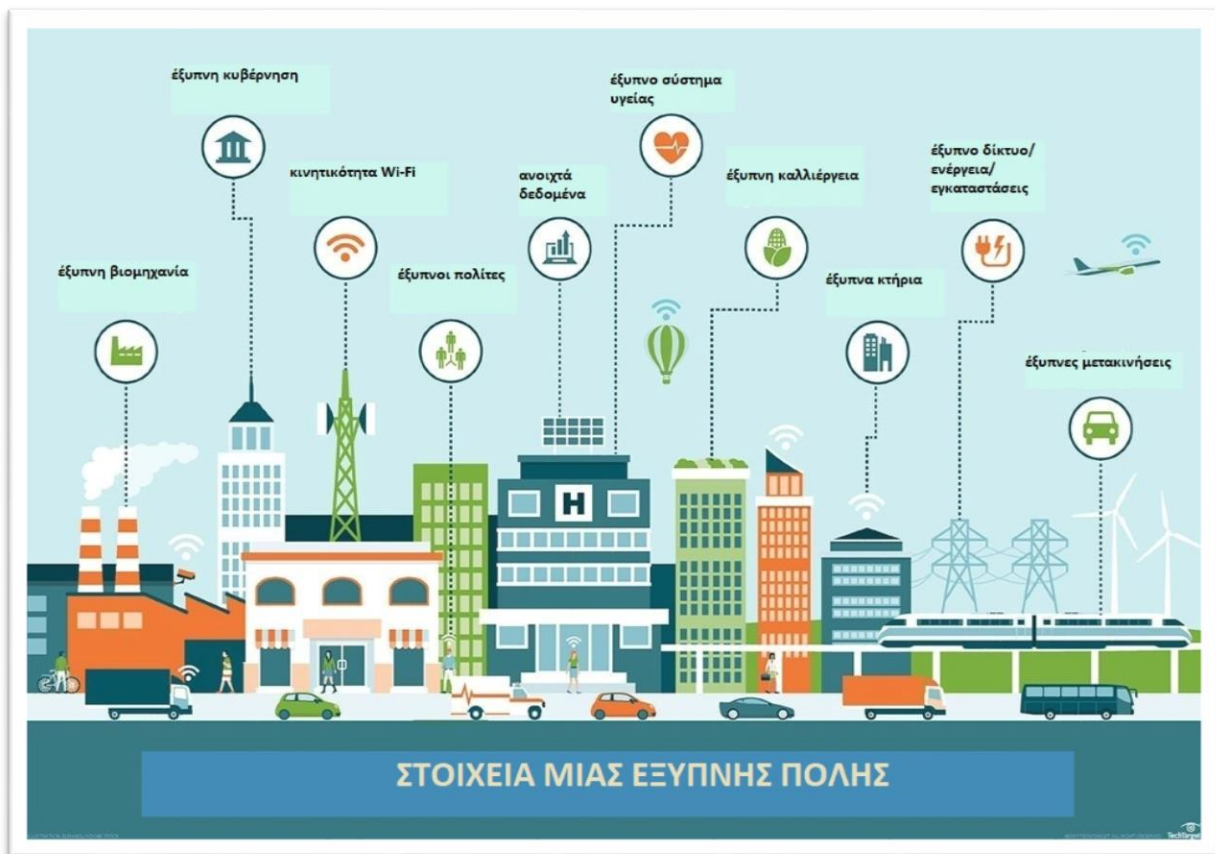 έξυπνη κυβέρνηση
έξυπνο σύστημα
υγείας
κινητικότητα Wi-Fi
ανοιχτά
δεδομένα
έξυπνη καλλιέργεια
έξυπνο δίκτυο/
ενέργεια/
εγκαταστάσεις
έξυπνη βιομηχανία
έξυπνοι πολίτες
έξυπνα κτήρια
έξυπνες μετακινήσεις
H
ΣΤΟΙΧΕΙΑ ΜΙΑΣ ΕΞΥΠΝΗΣ ΠΟΛΗΣ
TechTarget